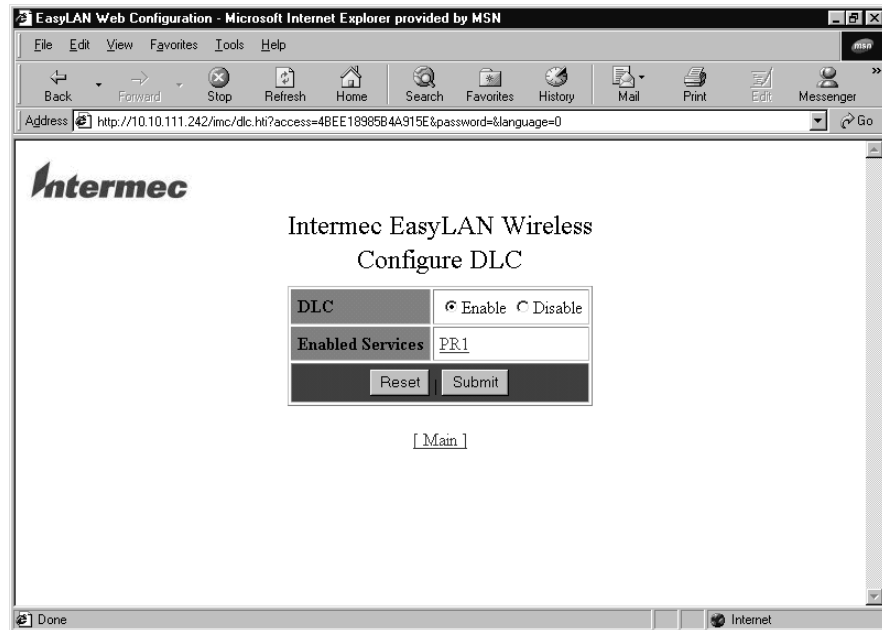 EasyLAN Web Configuration - Microsoft Internet Explorer provided by MSN
File Edit View Favorites Tools Help
msn
Back Forward Stop Refresh Home Search Favorites History Mail Print Edit Messenger »
Address http://10.10.111.242/imc/dlc.hti?access=4BEE18985B4A915E&password=&language=0 Go
Intermec
Intermec EasyLAN Wireless
Configure DLC
DLC Enable Disable
Enabled Services PR1
Reset | Submit
[ Main ]
Done Internet